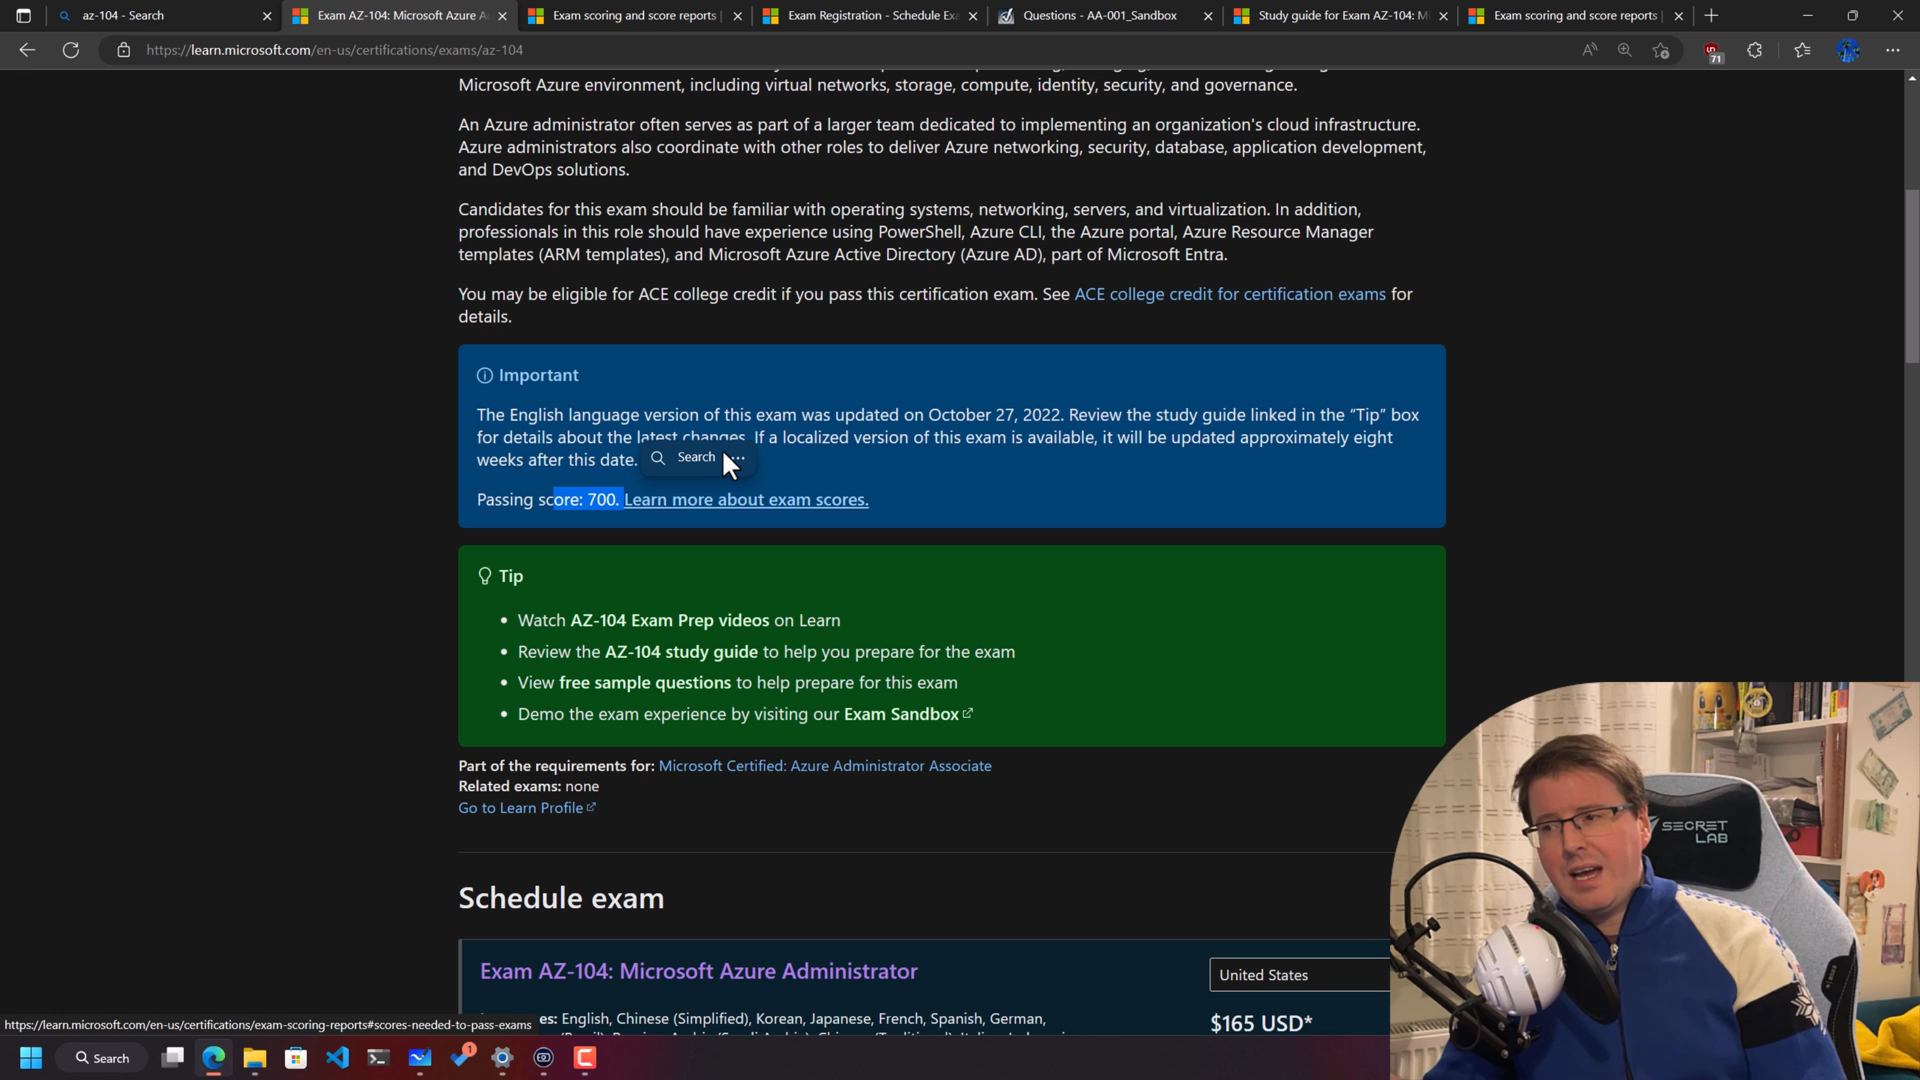 az-104 - Search
Exam AZ-104: Microsoft Azure A
Exam scoring and score reports
Exam Registration - Schedule Exa
Questions - AA-001_Sandbox
Study guide for Exam AZ-104: Mi
Exam scoring and score reports
https://learn.microsoft.com/en-us/certifications/exams/az-104
71
Microsoft Azure environment, including virtual networks, storage, compute, identity, security, and governance.
An Azure administrator often serves as part of a larger team dedicated to implementing an organization's cloud infrastructure.
Azure administrators also coordinate with other roles to deliver Azure networking, security, database, application development,
and DevOps solutions.
Candidates for this exam should be familiar with operating systems, networking, servers, and virtualization. In addition,
professionals in this role should have experience using PowerShell, Azure CLI, the Azure portal, Azure Resource Manager
templates (ARM templates), and Microsoft Azure Active Directory (Azure AD), part of Microsoft Entra.
You may be eligible for ACE college credit if you pass this certification exam. See ACE college credit for certification exams for
details.
Important
The English language version of this exam was updated on October 27, 2022. Review the study guide linked in the “Tip” box
for details about the latest changes. If a localized version of this exam is available, it will be updated approximately eight
weeks after this date.
Search
Passing score: 700. Learn more about exam scores.
Tip
• Watch AZ-104 Exam Prep videos on Learn
• Review the AZ-104 study guide to help you prepare for the exam
• View free sample questions to help prepare for this exam
• Demo the exam experience by visiting our Exam Sandbox
Part of the requirements for: Microsoft Certified: Azure Administrator Associate
Related exams: none
Go to Learn Profile
SECRET
LAB
Schedule exam
Exam AZ-104: Microsoft Azure Administrator
United States
es: English, Chinese (Simplified), Korean, Japanese, French, Spanish, German,
$165 USD*
https://learn.microsoft.com/en-us/certifications/exam-scoring-reports#scores-needed-to-pass-exams
Search
1